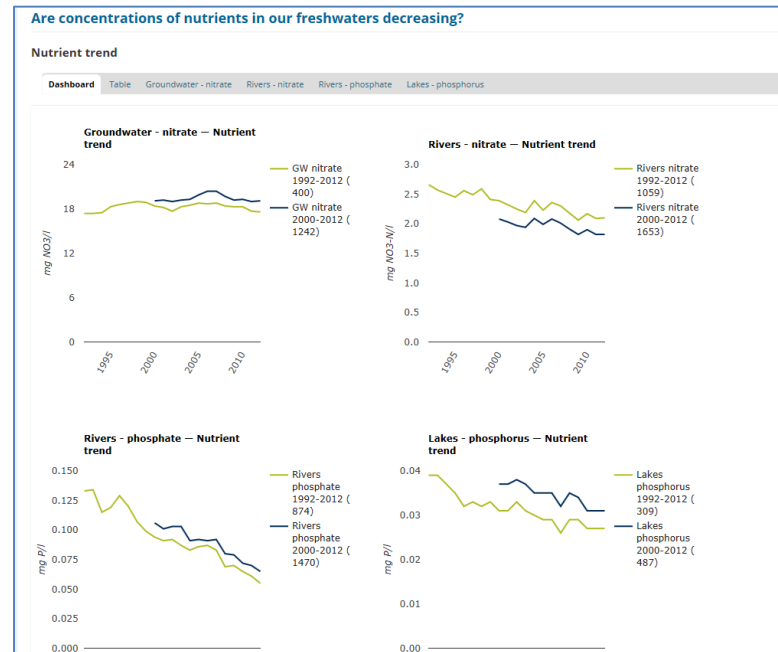 Are concentrations of nutrients in our freshwaters decreasing?
Nutrient trend
Dashboard Table Groundwater - nitrate Rivers - nitrate Rivers - phosphate Lakes - phosphorus
Groundwater - nitrate — Nutrient
trend
24
18
12
6
0
mg NO3/l
1995
2000
2005
2010
GW nitrate
1992-2012 (
400)
GW nitrate
2000-2012 (
1242)
Rivers - nitrate — Nutrient trend
3.0
2.5
2.0
1.5
1.0
0.5
0.0
mg NO3-N/l
1995
2000
2005
2010
Rivers nitrate
1992-2012 (
1059)
Rivers nitrate
2000-2012 (
1653)
Rivers - phosphate — Nutrient
trend
0.150
0.125
0.100
0.075
0.050
0.025
0.000
mg P/l
Rivers
phosphate
1992-2012 (
874)
Rivers
phosphate
2000-2012 (
1470)
Lakes - phosphorus — Nutrient
trend
0.04
0.03
0.02
0.01
0.00
mg P/l
Lakes
phosphorus
1992-2012 (
309)
Lakes
phosphorus
2000-2012 (
487)